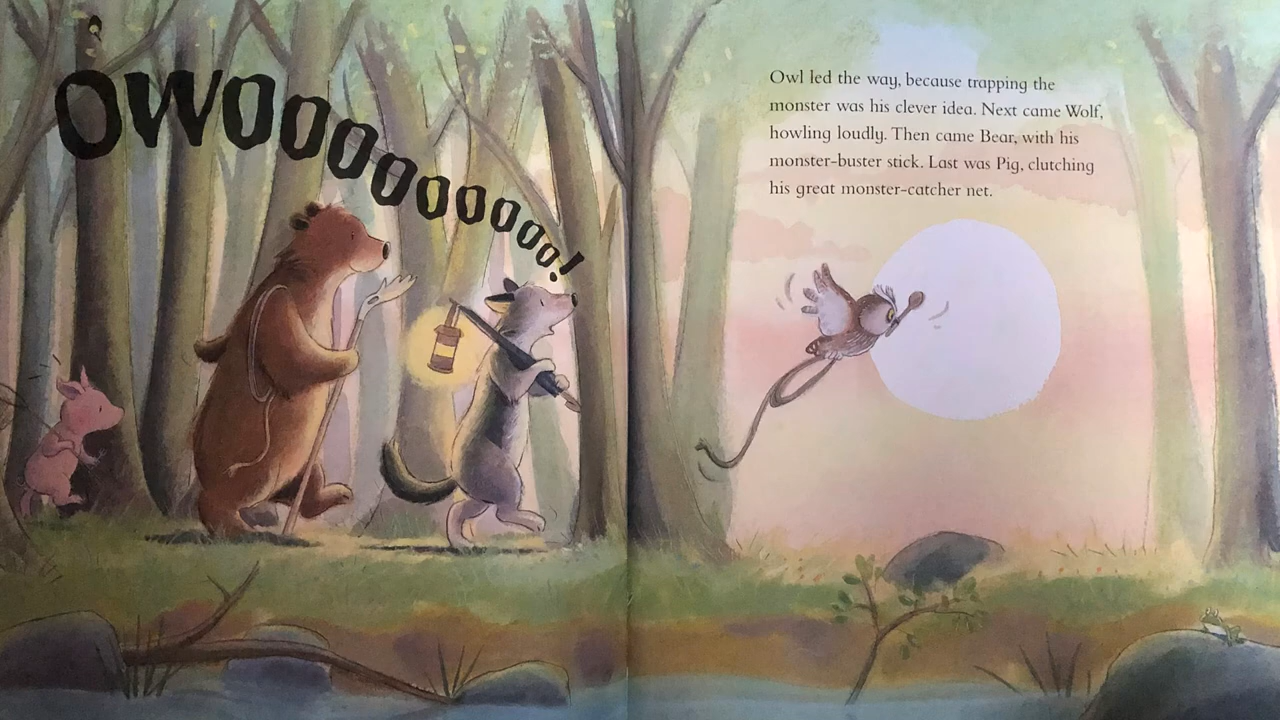 OWOOOOOOOOOOO!
Owl led the way, because trapping the
monster was his clever idea. Next came Wolf,
howling loudly. Then came Bear, with his
monster-buster stick. Last was Pig, clutching
his great monster-catcher net.